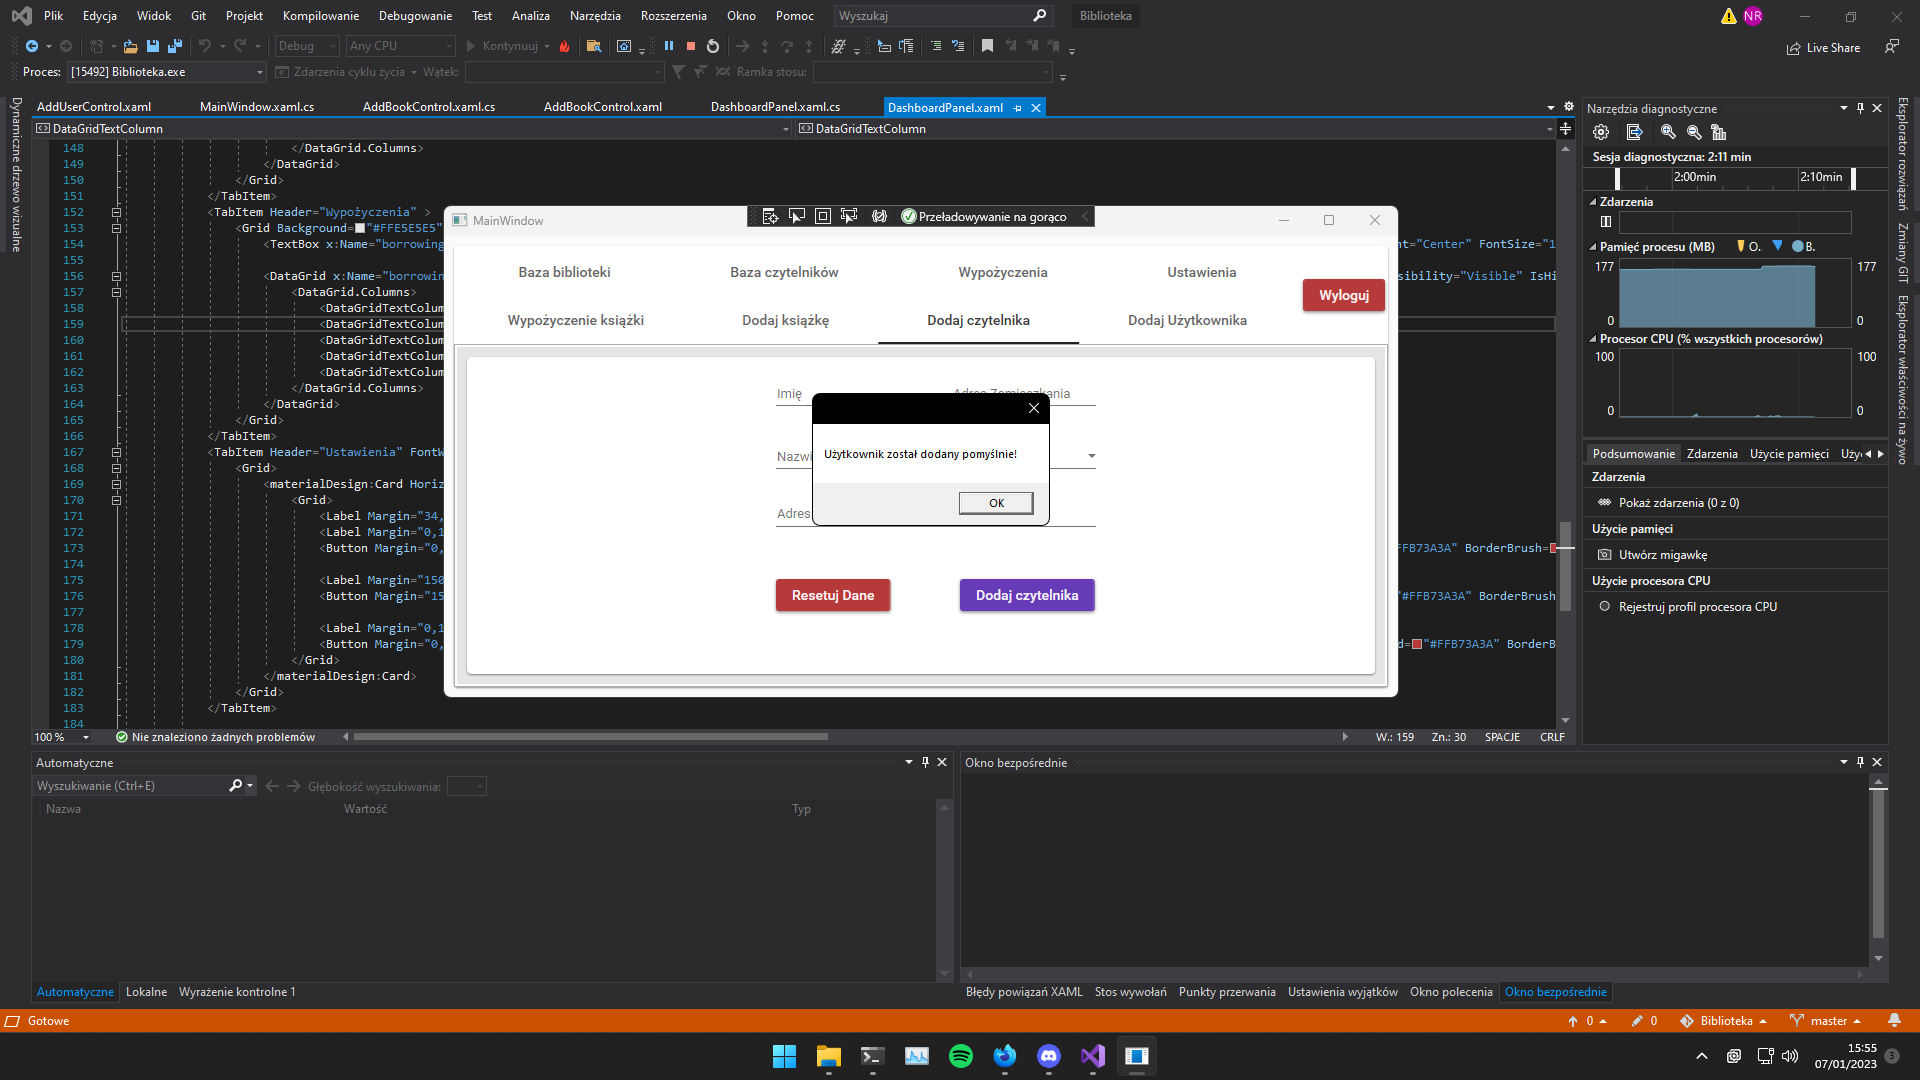 Plik Edycja Widok Git Projekt Kompilowanie Debugowanie Test Analiza Narzędzia Rozszerzenia Okno Pomoc Wyszukaj Biblioteka NR
Debug Any CPU Kontynuuj Live Share
Proces: [15492] Biblioteka.exe Zdarzenia cyklu życia Wątek: Ramka stosu:
AddUserControl.xaml MainWindow.xaml.cs AddBookControl.xaml.cs AddBookControl.xaml DashboardPanel.xaml.cs DashboardPanel.xaml
DataGridTextColumn DataGridTextColumn
Dynamiczne drzewo wizualne
148 </DataGrid.Columns>
149 </DataGrid>
150 </Grid>
151 </TabItem>
152 <TabItem Header="Wypożyczenia" >
153 <Grid Background="#FFE5E5E5"
154 <TextBox x:Name="borrowing nt="Center" FontSize="1
155
156 <DataGrid x:Name="borrowin sibility="Visible" IsHi
157 <DataGrid.Columns>
158 <DataGridTextColum
159 <DataGridTextColum
160 <DataGridTextColum
161 <DataGridTextColum
162 <DataGridTextColum
163 </DataGrid.Columns>
164 </DataGrid>
165 </Grid>
166 </TabItem>
167 <TabItem Header="Ustawienia" FontW
168 <Grid>
169 <materialDesign:Card Horiz
170 <Grid>
171 <Label Margin="34,
172 <Label Margin="0,1
173 <Button Margin="0, FFB73A3A" BorderBrush=
174
175 <Label Margin="150
176 <Button Margin="15 "#FFB73A3A" BorderBrush
177
178 <Label Margin="0,1
179 <Button Margin="0, d="#FFB73A3A" BorderB
180 </Grid>
181 </materialDesign:Card>
182 </Grid>
183 </TabItem>
184
MainWindow
Przeładowywanie na gorąco
Baza biblioteki Baza czytelników Wypożyczenia Ustawienia
Wyloguj
Wypożyczenie książki Dodaj książkę Dodaj czytelnika Dodaj Użytkownika
Imię Adres Zamieszkania
Nazwi
Adres
Użytkownik został dodany pomyślnie!
OK
Resetuj Dane Dodaj czytelnika
100 % Nie znaleziono żadnych problemów W.: 159 Zn.: 30 SPACJE CRLF
Narzędzia diagnostyczne
Sesja diagnostyczna: 2:11 min
2:00min 2:10min
Zdarzenia
Pamięć procesu (MB) O. B.
177 177
0 0
Procesor CPU (% wszystkich procesorów)
100 100
0 0
Podsumowanie Zdarzenia Użycie pamięci Użyc
Zdarzenia
Pokaż zdarzenia (0 z 0)
Użycie pamięci
Utwórz migawkę
Użycie procesora CPU
Rejestruj profil procesora CPU
Eksplorator rozwiązań
Zmiany GIT
Eksplorator właściwości na żywo
Automatyczne
Wyszukiwanie (Ctrl+E) Głębokość wyszukiwania:
Nazwa Wartość Typ
Automatyczne Lokalne Wyrażenie kontrolne 1
Okno bezpośrednie
Błędy powiązań XAML Stos wywołań Punkty przerwania Ustawienia wyjątków Okno polecenia Okno bezpośrednie
Gotowe 0 0 Biblioteka master
15:55
07/01/2023
3